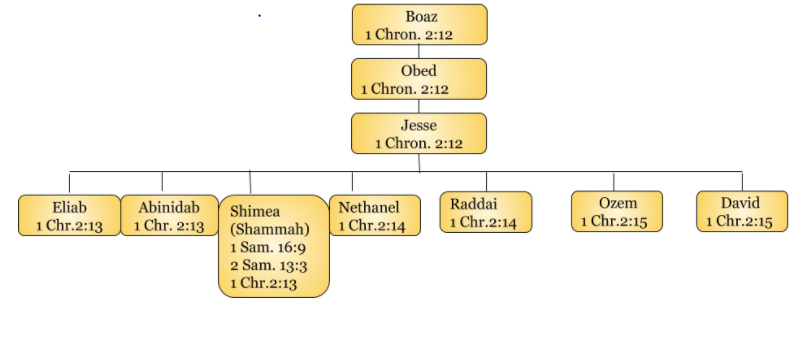 Boaz
1 Chron. 2:12
Obed
1 Chron. 2:12
Jesse
1 Chron. 2:12
Eliab
1 Chr.2:13
Abinidab
1 Chr. 2:13
Shimea
(Shammah)
1 Sam. 16:9
2 Sam. 13:3
1 Chr.2:13
Nethanel
1 Chr.2:14
Raddai
1 Chr.2:14
Ozem
1 Chr.2:15
David
1 Chr.2:15